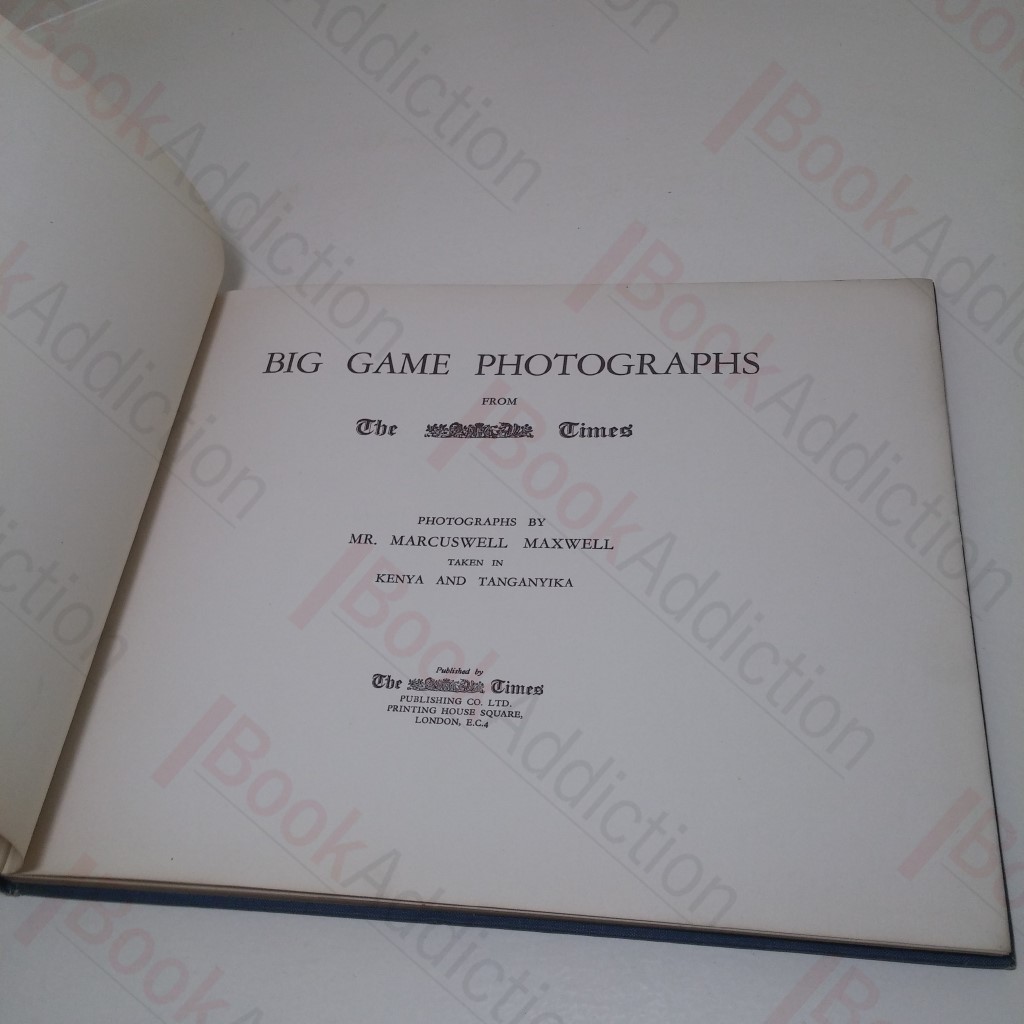 BIG GAME PHOTOGRAPHS
FROM
The Times
PHOTOGRAPHS BY
MR. MARCUSWELL MAXWELL
TAKEN IN
KENYA AND TANGANYIKA
Published by
The Times
PUBLISHING CO. LTD.
PRINTING HOUSE SQUARE,
LONDON, E.C.4
BookAddiction